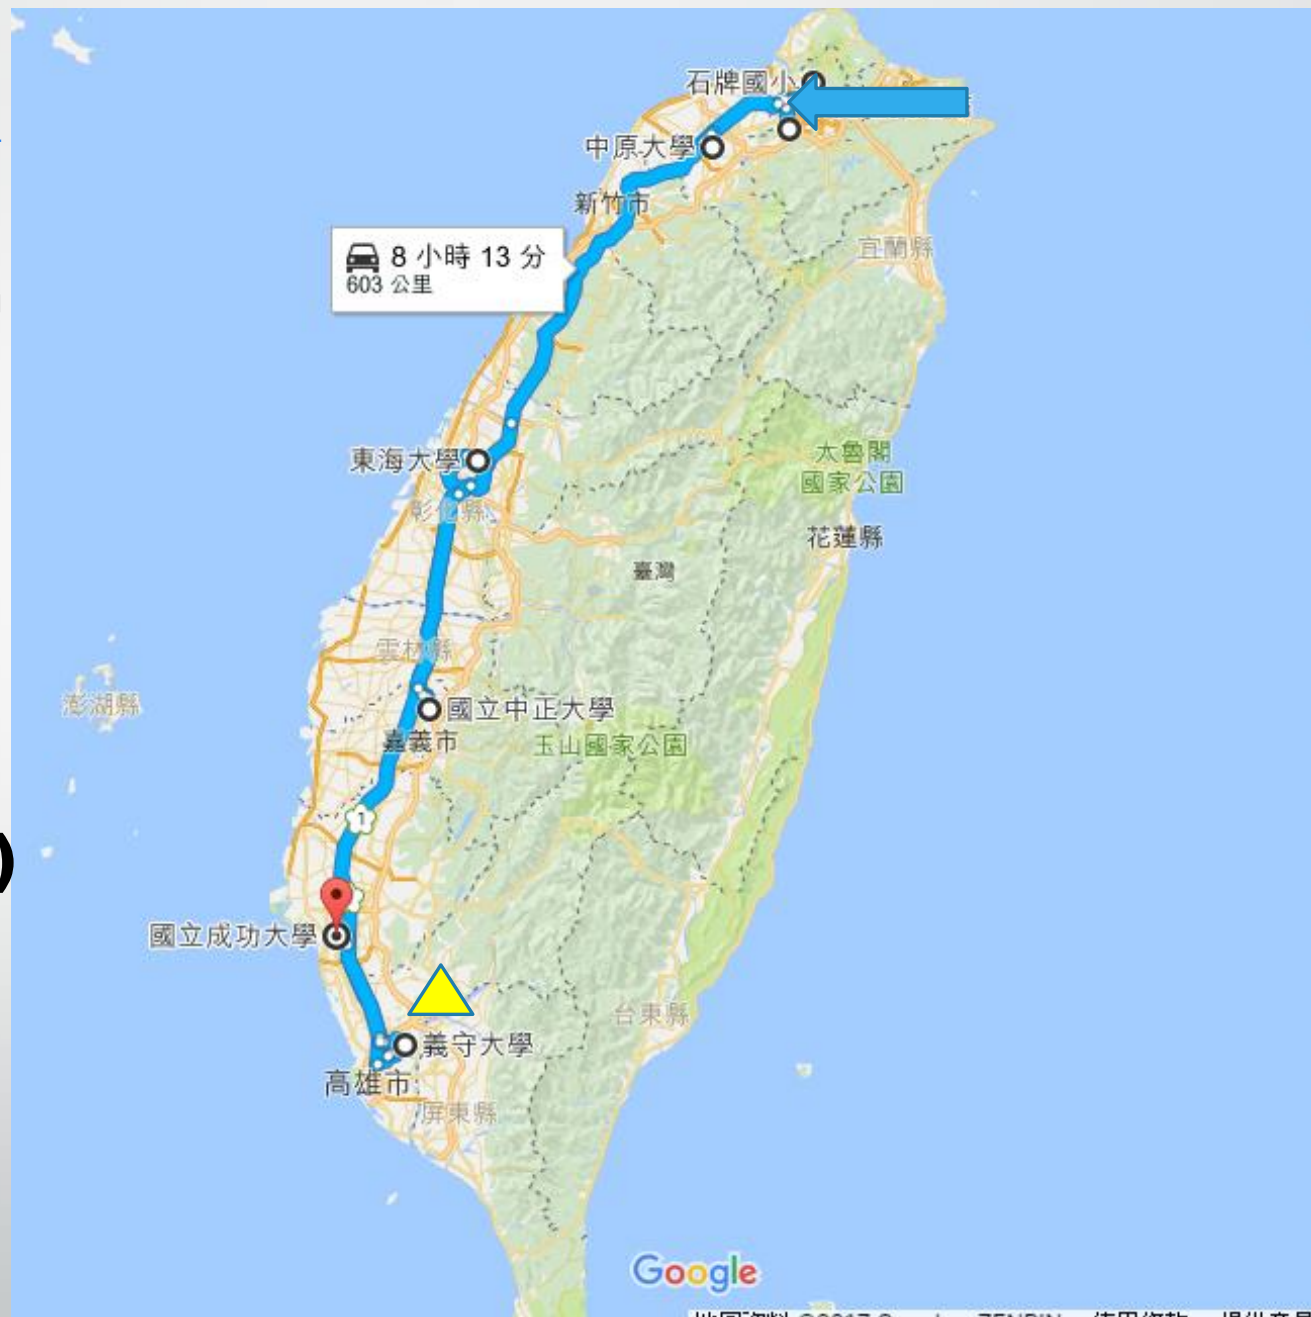 石牌國小
中原大學
新竹市
8 小時 13 分
603 公里
宜蘭縣
東海大學
太魯閣
國家公園
彰化縣
花蓮縣
臺灣
雲林縣
澎湖縣
國立中正大學
嘉義市
玉山國家公園
1
)
國立成功大學
台東縣
義守大學
高雄市
屏東縣
Google